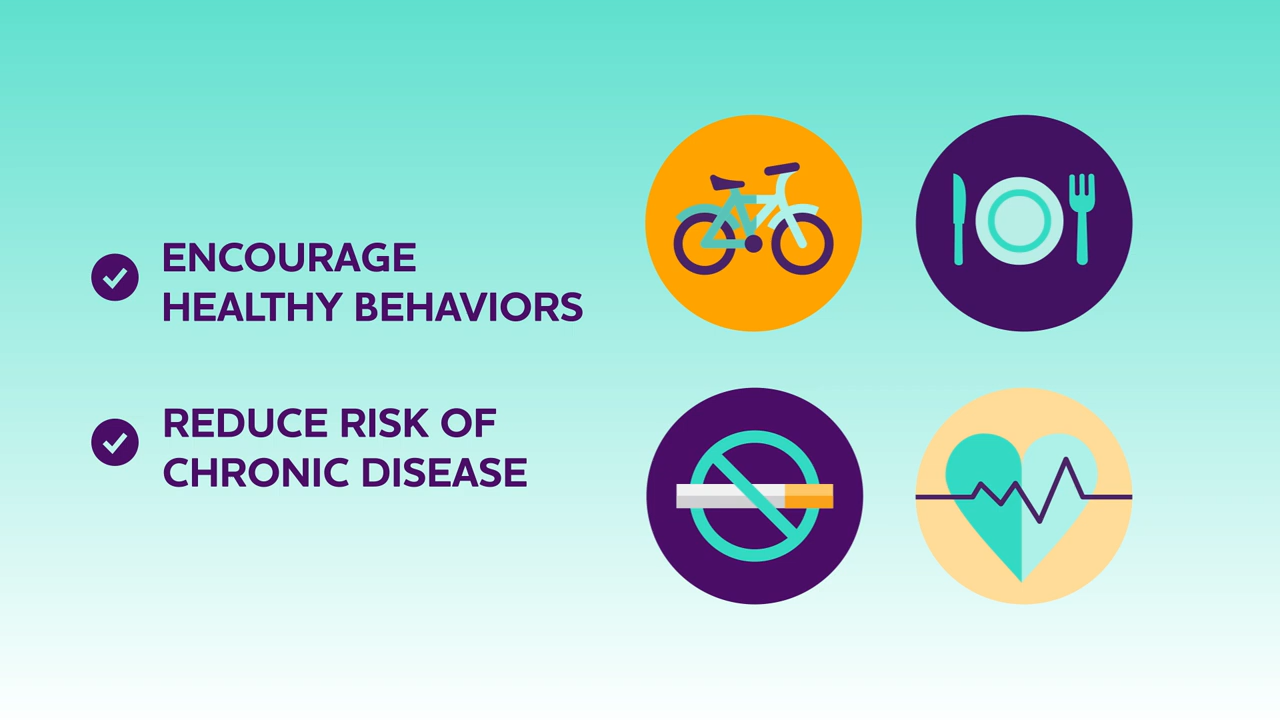 ENCOURAGE
HEALTHY BEHAVIORS
REDUCE RISK OF
CHRONIC DISEASE